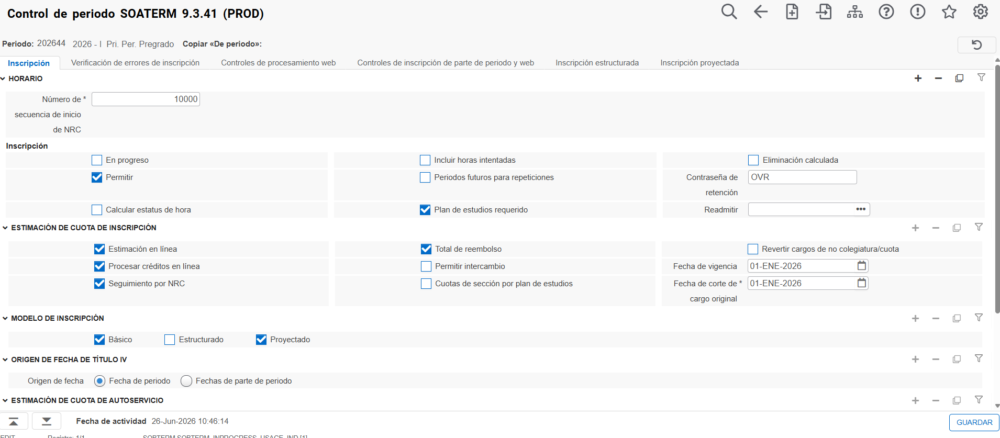 Control de periodo SOATERM 9.3.41 (PROD)
Periodo: 202644 2026 - I Pri. Per. Pregrado Copiar «De periodo»:
Inscripción Verificación de errores de inscripción Controles de procesamiento web Controles de inscripción de parte de periodo y web Inscripción estructurada Inscripción proyectada
HORARIO
Número de * 10000
secuencia de inicio
de NRC
Inscripción
En progreso Incluir horas intentadas Eliminación calculada
Permitir Periodos futuros para repeticiones Contraseña de OVR
retención
Calcular estatus de hora Plan de estudios requerido Readmitir
ESTIMACIÓN DE CUOTA DE INSCRIPCIÓN
Estimación en línea Total de reembolso Revertir cargos de no colegiatura/cuota
Procesar créditos en línea Permitir intercambio Fecha de vigencia 01-ENE-2026
Seguimiento por NRC Cuotas de sección por plan de estudios Fecha de corte de * 01-ENE-2026
cargo original
MODELO DE INSCRIPCIÓN
Básico Estructurado Proyectado
ORIGEN DE FECHA DE TÍTULO IV
Origen de fecha Fecha de periodo Fechas de parte de periodo
ESTIMACIÓN DE CUOTA DE AUTOSERVICIO
Fecha de actividad 26-Jun-2026 10:46:14 GUARDAR
EDIT Registro: 1/1 SOBTERM.SOBTERM_INPROGRESS_USAGE_IND [1]